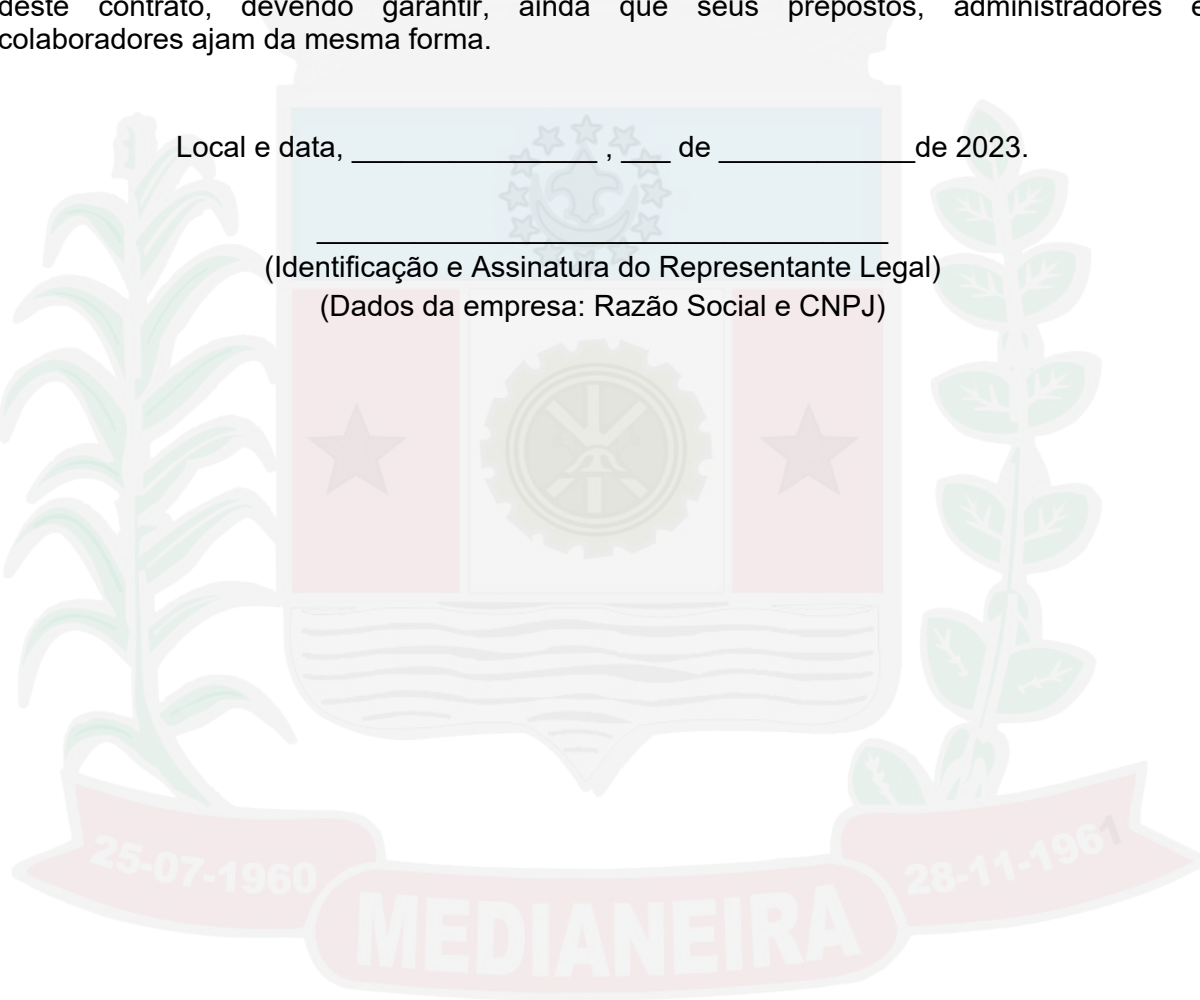 deste contrato, devendo garantir, ainda que seus prepostos, administradores e
colaboradores ajam da mesma forma.
Local e data, _______________ , ___ de ____________de 2023.
___________________________________
(Identificação e Assinatura do Representante Legal)
(Dados da empresa: Razão Social e CNPJ)
25-07-1960
28-11-1961
MEDIANEIRA